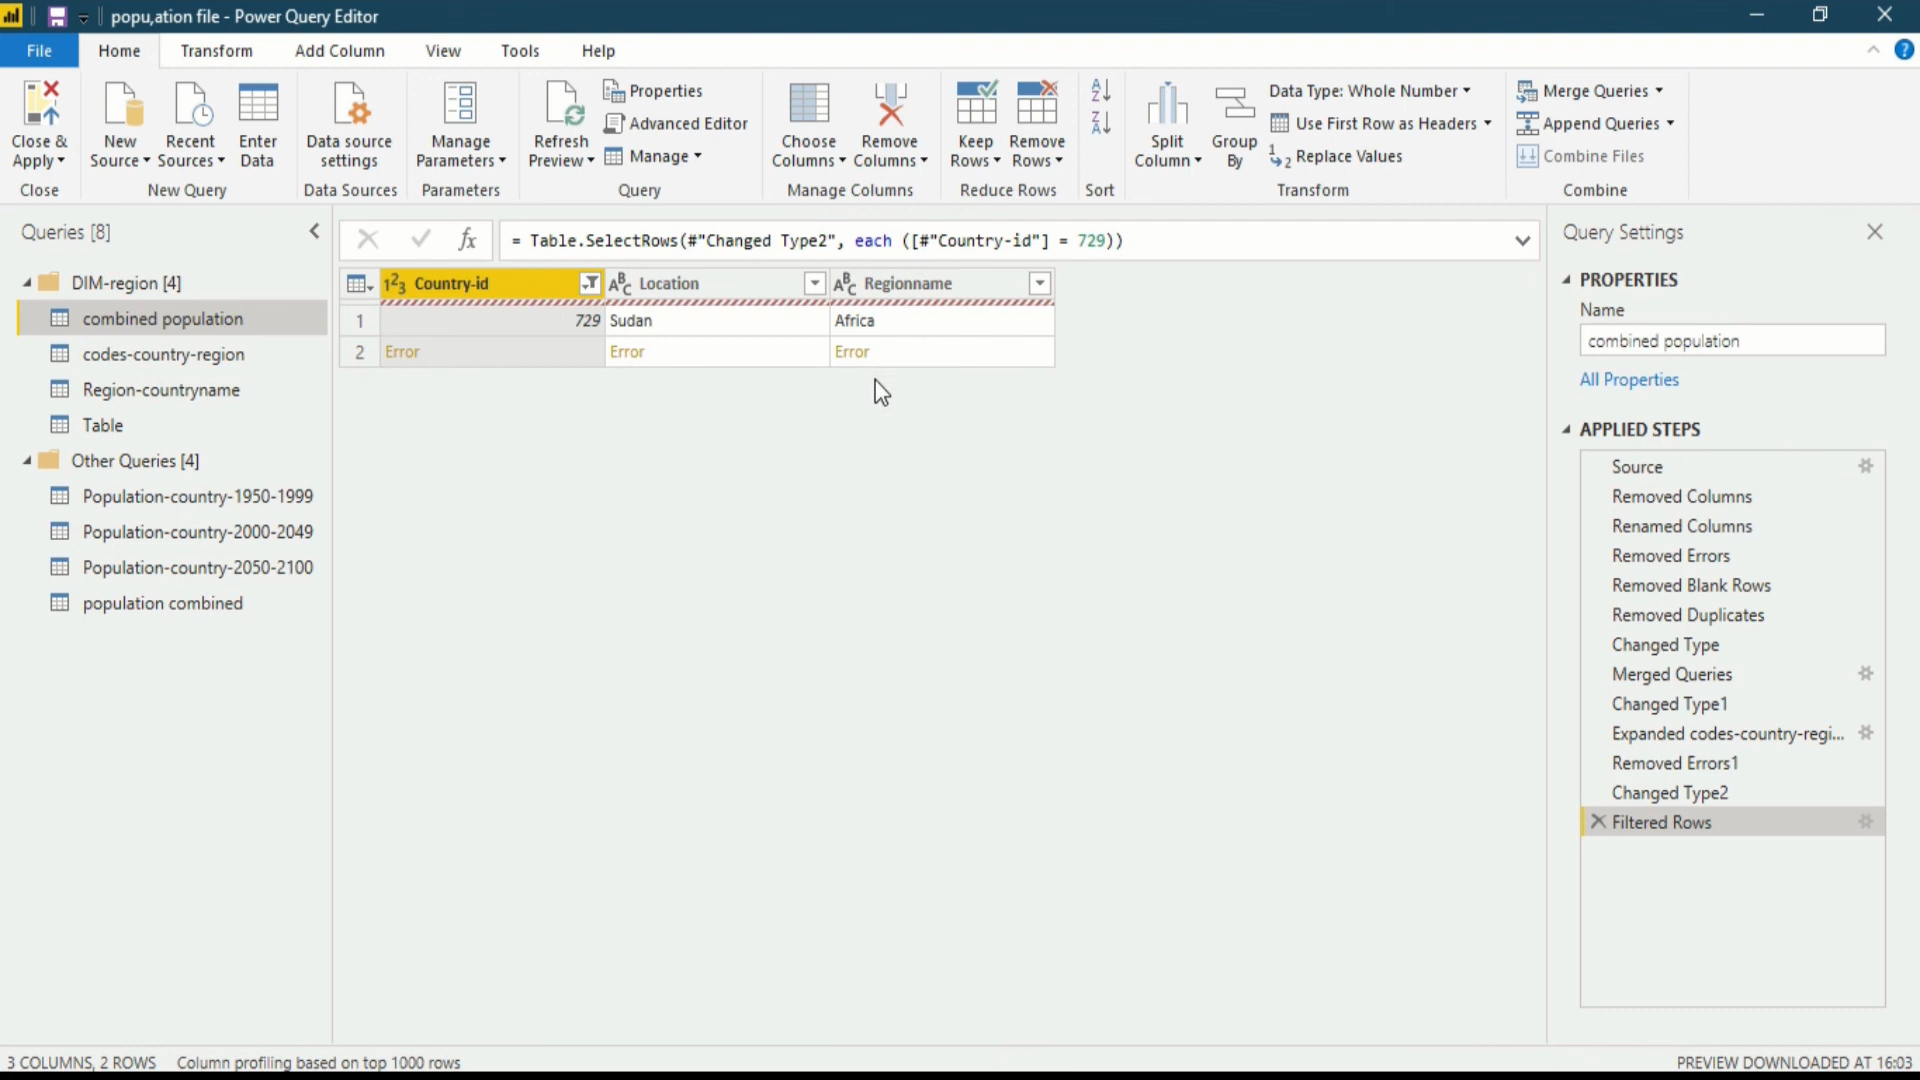 popu,ation file - Power Query Editor
File Home Transform Add Column View Tools Help
Close & Apply
Close
New Source
Recent Sources
Enter Data
New Query
Data source settings
Data Sources
Manage Parameters
Parameters
Refresh Preview
Properties
Advanced Editor
Manage
Query
Choose Columns
Remove Columns
Manage Columns
Keep Rows
Remove Rows
Reduce Rows
Sort
Split Column
Group By
Data Type: Whole Number
Use First Row as Headers
Replace Values
Transform
Merge Queries
Append Queries
Combine Files
Combine
Queries [8]
DIM-region [4]
combined population
codes-country-region
Region-countryname
Table
Other Queries [4]
Population-country-1950-1999
Population-country-2000-2049
Population-country-2050-2100
population combined
fx = Table.SelectRows(#"Changed Type2", each ([#"Country-id"] = 729))
Country-id Location Regionname
1 729 Sudan Africa
2 Error Error Error
Query Settings
PROPERTIES
Name
combined population
All Properties
APPLIED STEPS
Source
Removed Columns
Renamed Columns
Removed Errors
Removed Blank Rows
Removed Duplicates
Changed Type
Merged Queries
Changed Type1
Expanded codes-country-regi...
Removed Errors1
Changed Type2
Filtered Rows
3 COLUMNS, 2 ROWS Column profiling based on top 1000 rows
PREVIEW DOWNLOADED AT 16:03